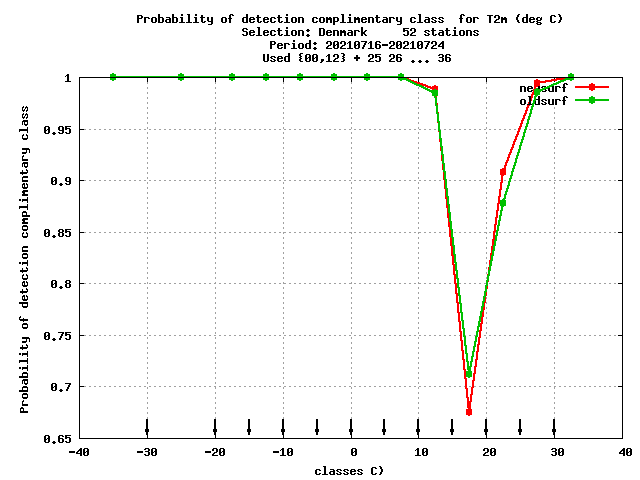 Probability of detection complimentary class  for T2m (deg C)
Selection: Denmark     52 stations
Period: 20210716-20210724
Used {00,12} + 25 26 ... 36
Probability of detection complimentary class
1
0.95
0.9
0.85
0.8
0.75
0.7
0.65
newsurf
oldsurf
-40 -30 -20 -10 0 10 20 30 40
classes C)